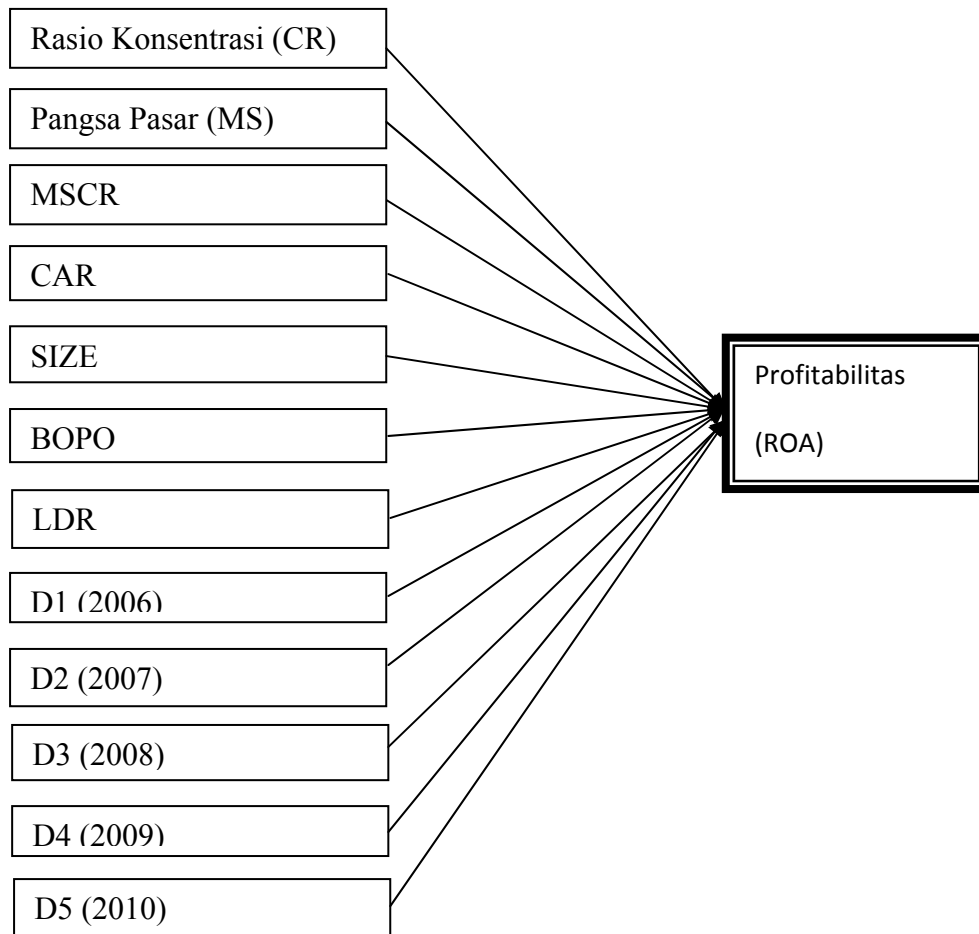 Rasio Konsentrasi (CR)
Pangsa Pasar (MS)
MSCR
CAR
SIZE
BOPO
LDR
D1 (2006)
D2 (2007)
D3 (2008)
D4 (2009)
D5 (2010)
Profitabilitas
(ROA)